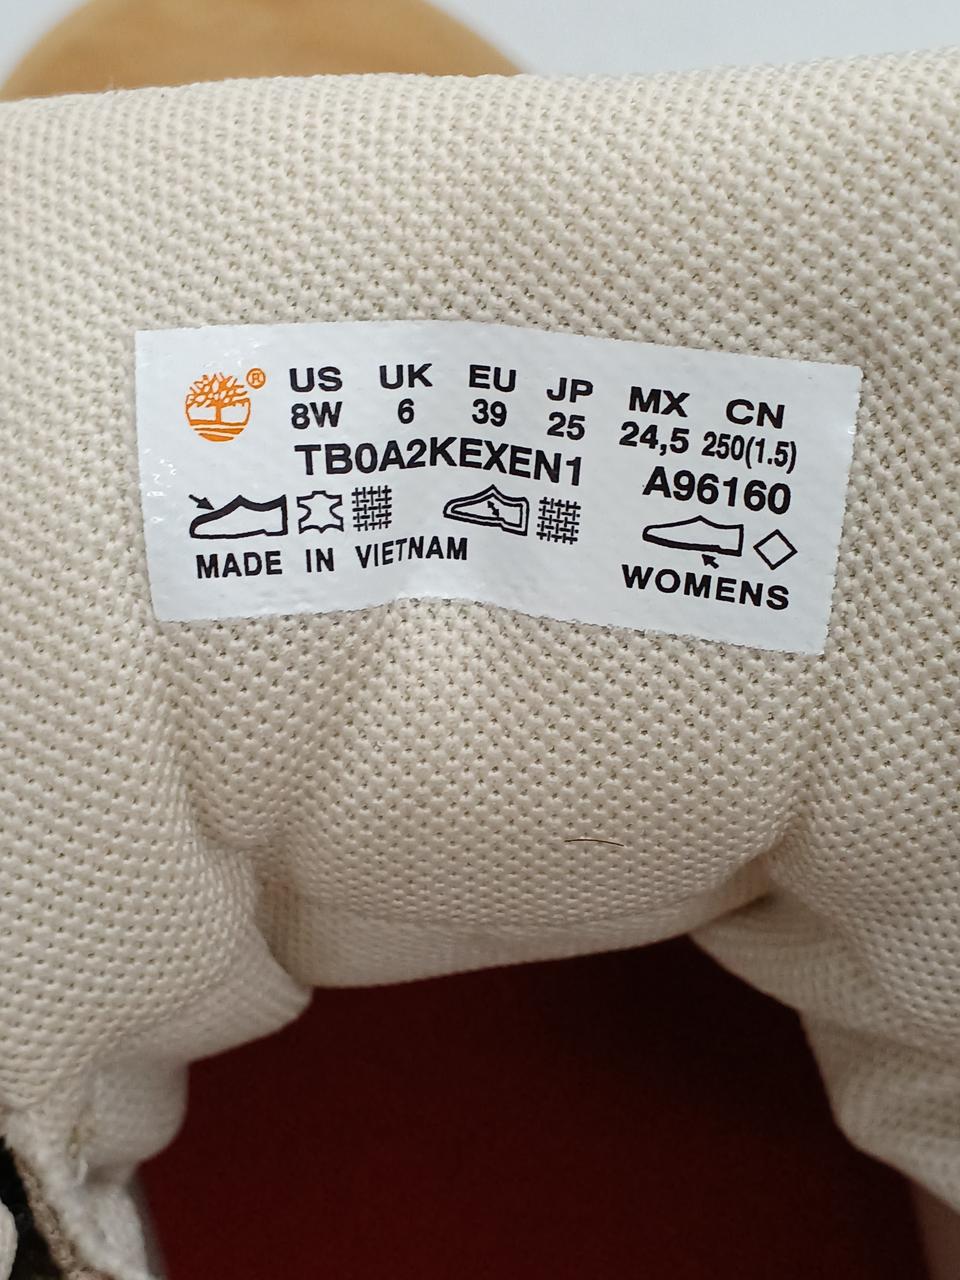 ® US UK EU JP MX CN
8W 6 39 25 24,5 250(1.5)
TB0A2KEXEN1 A96160
MADE IN VIETNAM WOMENS